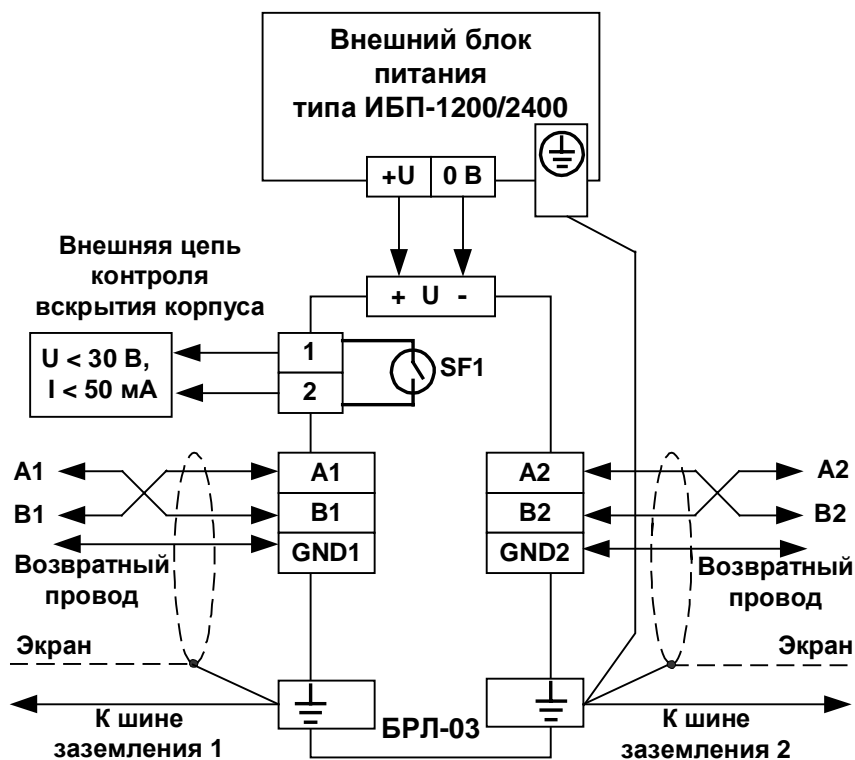 Внешний блок
питания
типа ИБП-1200/2400
+U 0 В
Внешняя цепь
контроля
вскрытия корпуса
+ U -
U < 30 В,
I < 50 мА
1
2
SF1
A1 A1 A2 A2
B1 B1 B2 B2
GND1 GND2
Возвратный
провод
Возвратный
провод
Экран Экран
К шине
заземления 1
БРЛ-03
К шине
заземления 2